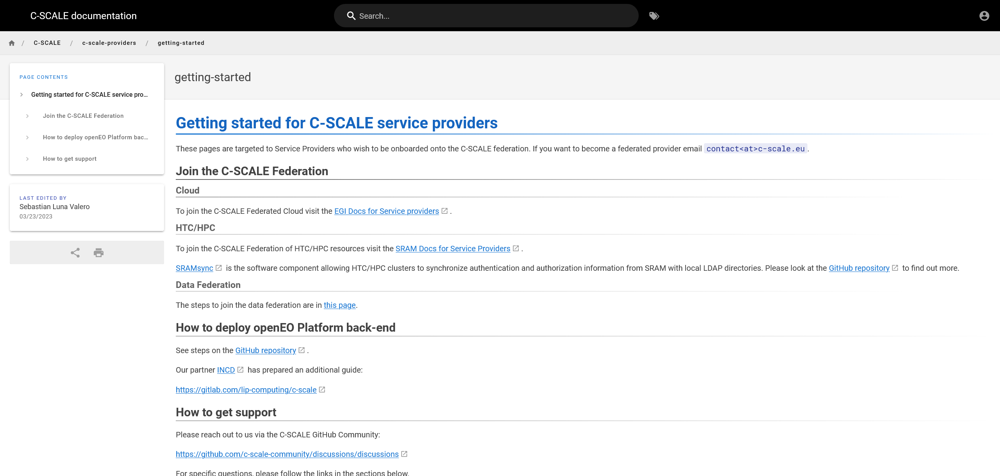 C-SCALE documentation
Search...
/ C-SCALE / c-scale-providers / getting-started
PAGE CONTENTS
Getting started for C-SCALE service pro...
Join the C-SCALE Federation
How to deploy openEO Platform bac...
How to get support
LAST EDITED BY
Sebastian Luna Valero
03/23/2023
getting-started
Getting started for C-SCALE service providers
These pages are targeted to Service Providers who wish to be onboarded onto the C-SCALE federation. If you want to become a federated provider email contact<at>c-scale.eu.
Join the C-SCALE Federation
Cloud
To join the C-SCALE Federated Cloud visit the EGI Docs for Service providers .
HTC/HPC
To join the C-SCALE Federation of HTC/HPC resources visit the SRAM Docs for Service Providers .
SRAMsync is the software component allowing HTC/HPC clusters to synchronize authentication and authorization information from SRAM with local LDAP directories. Please look at the GitHub repository to find out more.
Data Federation
The steps to join the data federation are in this page.
How to deploy openEO Platform back-end
See steps on the GitHub repository .
Our partner INCD has prepared an additional guide:
https://gitlab.com/lip-computing/c-scale
How to get support
Please reach out to us via the C-SCALE GitHub Community:
https://github.com/c-scale-community/discussions/discussions
For specific questions, please follow the links in the sections below.